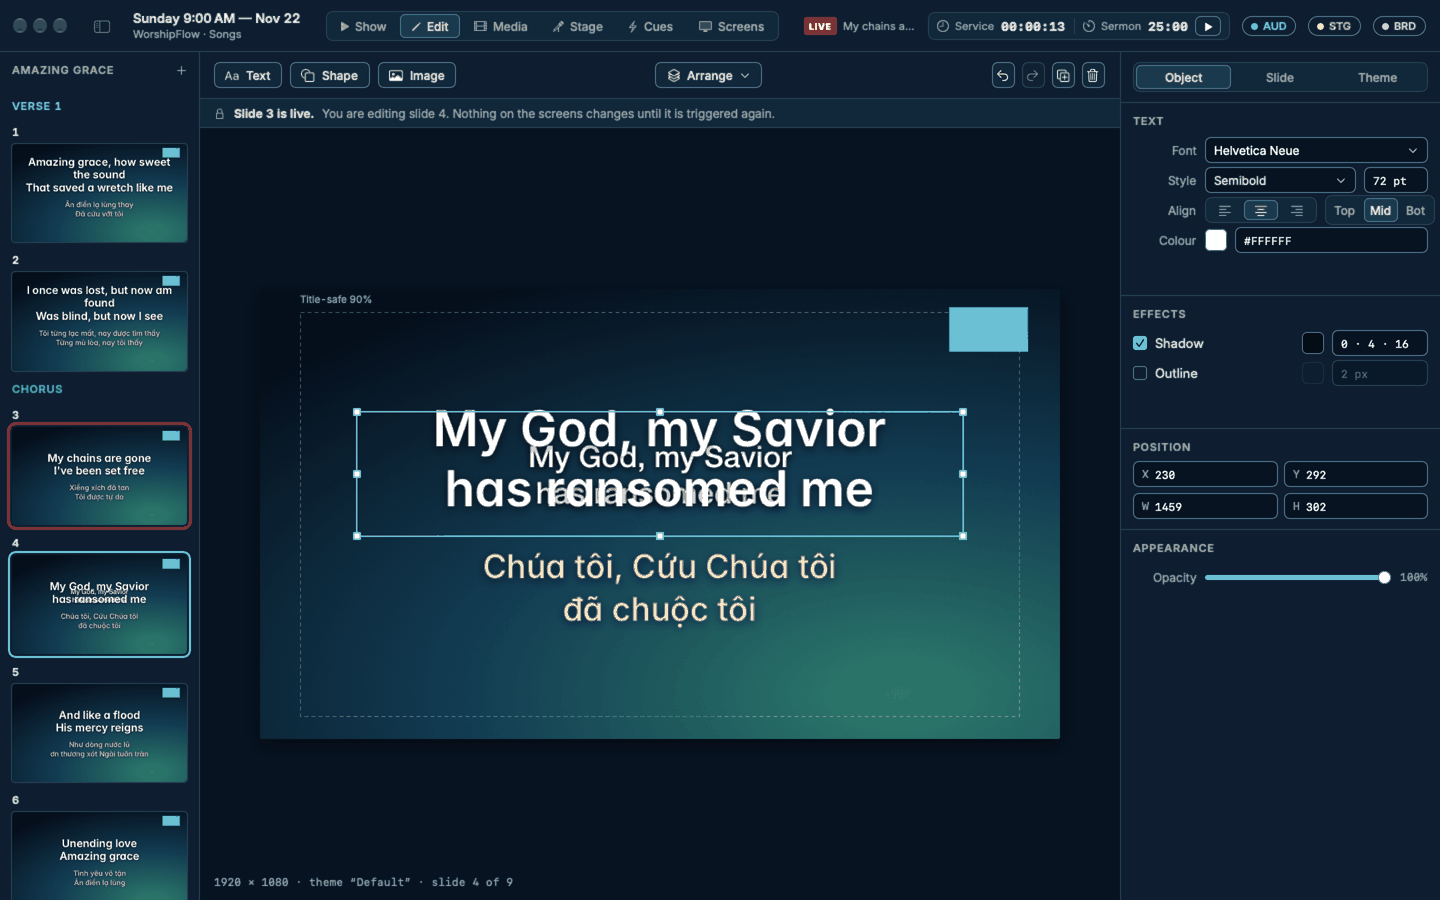 Sunday 9:00 AM — Nov 22
WorshipFlow · Songs
Show
Edit
Media
Stage
Cues
Screens
LIVE My chains a...
Service 00:00:13
Sermon 25:00
AUD
STG
BRD
AMAZING GRACE +
VERSE 1
1
Amazing grace, how sweet
the sound
That saved a wretch like me
Ân điển lạ lùng thay
Đã cứu vớt tôi
2
I once was lost, but now am
found
Was blind, but now I see
Tôi từng lạc mất, nay được tìm thấy
Từng mù lòa, nay tôi thấy
CHORUS
3
My chains are gone
I've been set free
Xiềng xích đã tan
Tôi được tự do
4
My God, my Savior
has ransomed me
Chúa tôi, Cứu Chúa tôi
đã chuộc tôi
5
And like a flood
His mercy reigns
Như dòng nước lũ
ơn thương xót Ngài tuôn tràn
6
Unending love
Amazing grace
Tình yêu vô tận
Ân điển lạ lùng
Aa Text
Shape
Image
Arrange
Slide 3 is live. You are editing slide 4. Nothing on the screens changes until it is triggered again.
Title-safe 90%
My God, my Savior
My God, my Savior
has ransomed me
has ransomed me
Chúa tôi, Cứu Chúa tôi
đã chuộc tôi
1920 × 1080 · theme “Default” · slide 4 of 9
Object
Slide
Theme
TEXT
Font Helvetica Neue
Style Semibold 72 pt
Align Top Mid Bot
Colour #FFFFFF
EFFECTS
Shadow 0 · 4 · 16
Outline 2 px
POSITION
X 230 Y 292
W 1459 H 302
APPEARANCE
Opacity 100%